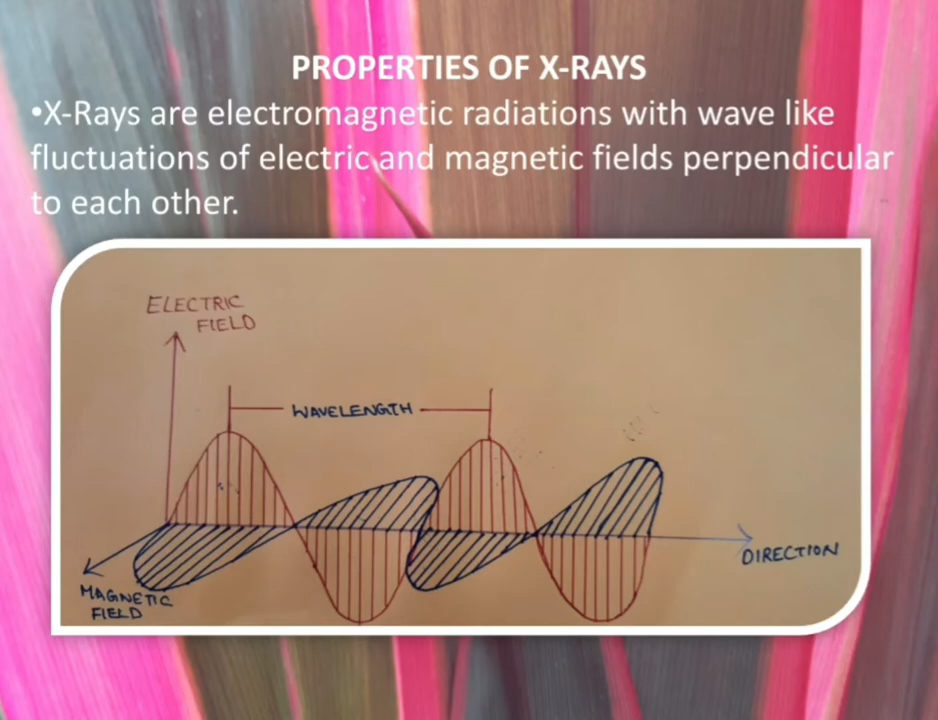 PROPERTIES OF X-RAYS
•X-Rays are electromagnetic radiations with wave like
fluctuations of electric and magnetic fields perpendicular
to each other.
ELECTRIC
FIELD
WAVELENGTH
DIRECTION
MAGNETIC
FIELD